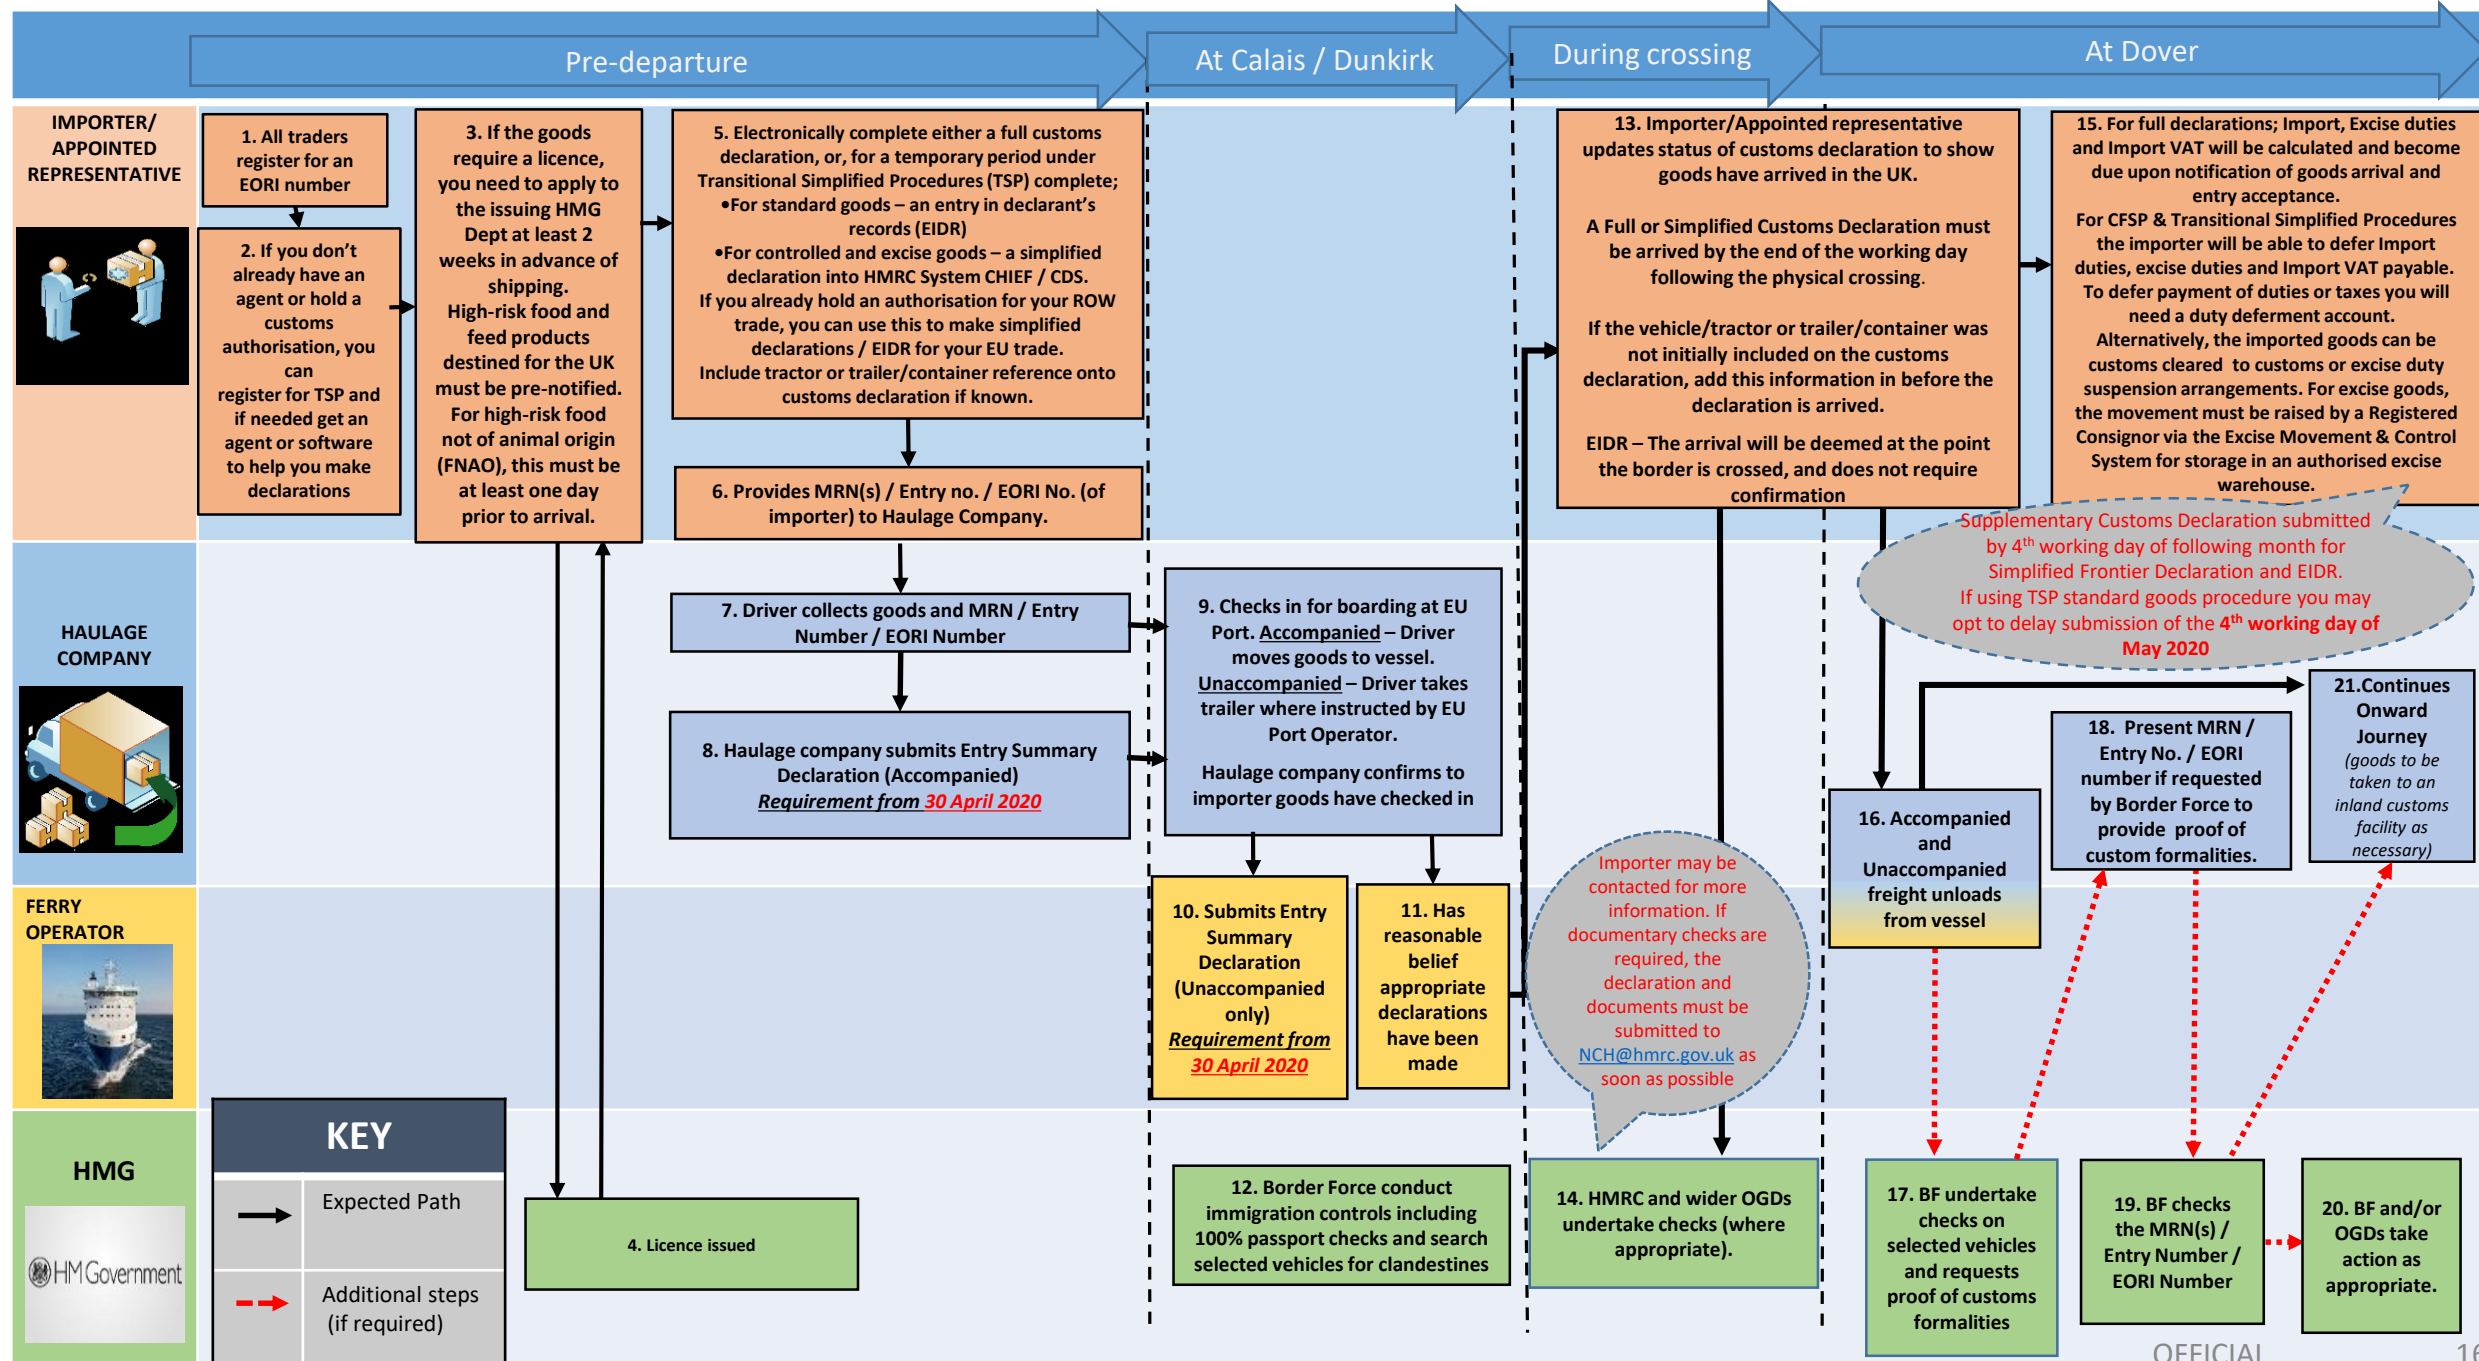 Pre-departure
At Calais / Dunkirk
During crossing
At Dover
IMPORTER/
APPOINTED
REPRESENTATIVE
1. All traders
register for an
EORI number
2. If you don't
already have an
agent or hold a
customs
authorisation, you
can
register for TSP and
if needed get an
agent or software
to help you make
declarations
3. If the goods
require a licence,
you need to apply to
the issuing HMG
Dept at least 2
weeks in advance of
shipping.
High-risk food and
feed products
destined for the UK
must be pre-notified.
For high-risk food
not of animal origin
(FNAO), this must be
at least one day
prior to arrival.
5. Electronically complete either a full customs
declaration, or, for a temporary period under
Transitional Simplified Procedures (TSP) complete;
•For standard goods – an entry in declarant's
records (EIDR)
•For controlled and excise goods – a simplified
declaration into HMRC System CHIEF / CDS.
If you already hold an authorisation for your ROW
trade, you can use this to make simplified
declarations / EIDR for your EU trade.
Include tractor or trailer/container reference onto
customs declaration if known.
6. Provides MRN(s) / Entry no. / EORI No. (of
importer) to Haulage Company.
13. Importer/Appointed representative
updates status of customs declaration to show
goods have arrived in the UK.
A Full or Simplified Customs Declaration must
be arrived by the end of the working day
following the physical crossing.
If the vehicle/tractor or trailer/container was
not initially included on the customs
declaration, add this information in before the
declaration is arrived.
EIDR – The arrival will be deemed at the point
the border is crossed, and does not require
confirmation
15. For full declarations; Import, Excise duties
and Import VAT will be calculated and become
due upon notification of goods arrival and
entry acceptance.
For CFSP & Transitional Simplified Procedures
the importer will be able to defer Import
duties, excise duties and Import VAT payable.
To defer payment of duties or taxes you will
need a duty deferment account.
Alternatively, the imported goods can be
customs cleared to customs or excise duty
suspension arrangements. For excise goods,
the movement must be raised by a Registered
Consignor via the Excise Movement & Control
System for storage in an authorised excise
warehouse.
Supplementary Customs Declaration submitted
by 4th working day of following month for
Simplified Frontier Declaration and EIDR.
If using TSP standard goods procedure you may
opt to delay submission of the 4th working day of
May 2020
HAULAGE
COMPANY
7. Driver collects goods and MRN / Entry
Number / EORI Number
8. Haulage company submits Entry Summary
Declaration (Accompanied)
Requirement from 30 April 2020
9. Checks in for boarding at EU
Port. Accompanied – Driver
moves goods to vessel.
Unaccompanied – Driver takes
trailer where instructed by EU
Port Operator.
Haulage company confirms to
importer goods have checked in
16. Accompanied
and
Unaccompanied
freight unloads
from vessel
18. Present MRN /
Entry No. / EORI
number if requested
by Border Force to
provide proof of
custom formalities.
21.Continues
Onward
Journey
(goods to be
taken to an
inland customs
facility as
necessary)
FERRY
OPERATOR
10. Submits Entry
Summary
Declaration
(Unaccompanied
only)
Requirement from
30 April 2020
11. Has
reasonable
belief
appropriate
declarations
have been
made
Importer may be
contacted for more
information. If
documentary checks are
required, the
declaration and
documents must be
submitted to
NCH@hmrc.gov.uk as
soon as possible
HMG
HM Government
KEY
Expected Path
Additional steps
(if required)
4. Licence issued
12. Border Force conduct
immigration controls including
100% passport checks and search
selected vehicles for clandestines
14. HMRC and wider OGDs
undertake checks (where
appropriate).
17. BF undertake
checks on
selected vehicles
and requests
proof of customs
formalities
19. BF checks
the MRN(s) /
Entry Number /
EORI Number
20. BF and/or
OGDs take
action as
appropriate.
OFFICIAL
16